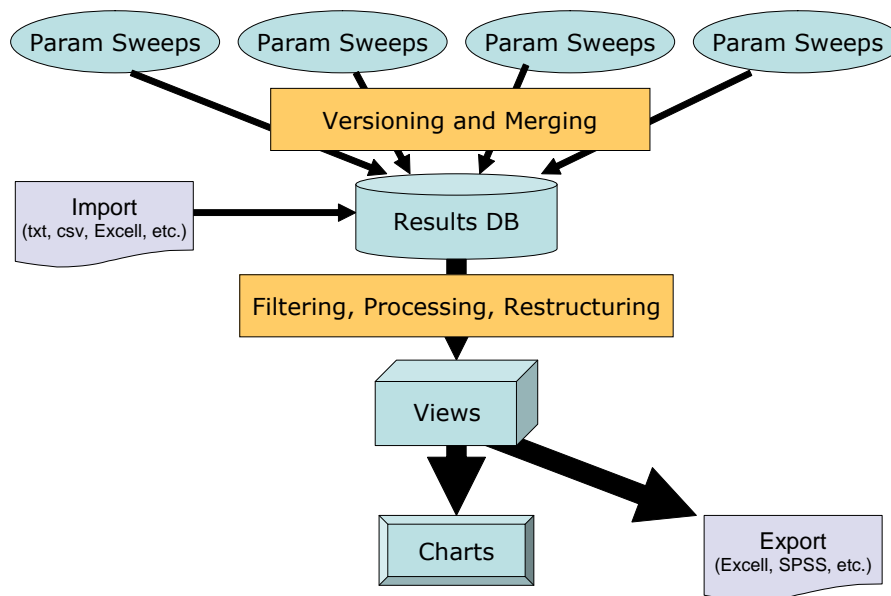 Param Sweeps
Param Sweeps
Param Sweeps
Param Sweeps
Versioning and Merging
Import
(txt, csv, Excell, etc.)
Results DB
Filtering, Processing, Restructuring
Views
Charts
Export
(Excell, SPSS, etc.)